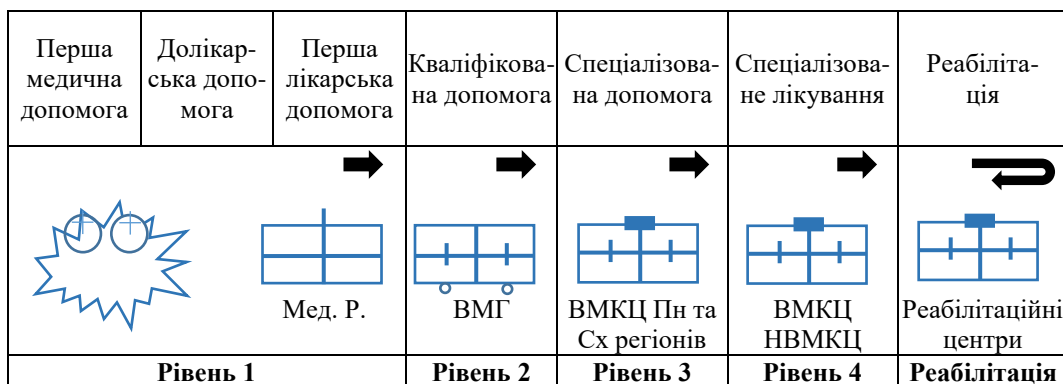 Перша
медична
допомога
Долікар-
ська допо-
мога
Перша
лікарська
допомога
Кваліфікова-
на допомога
Спеціалізова-
на допомога
Спеціалізова-
не лікування
Реабіліта-
ція
Мед. Р.
ВМГ
ВМКЦ Пн та
Сх регіонів
ВМКЦ
НВМКЦ
Реабілітаційні
центри
Рівень 1
Рівень 2
Рівень 3
Рівень 4
Реабілітація